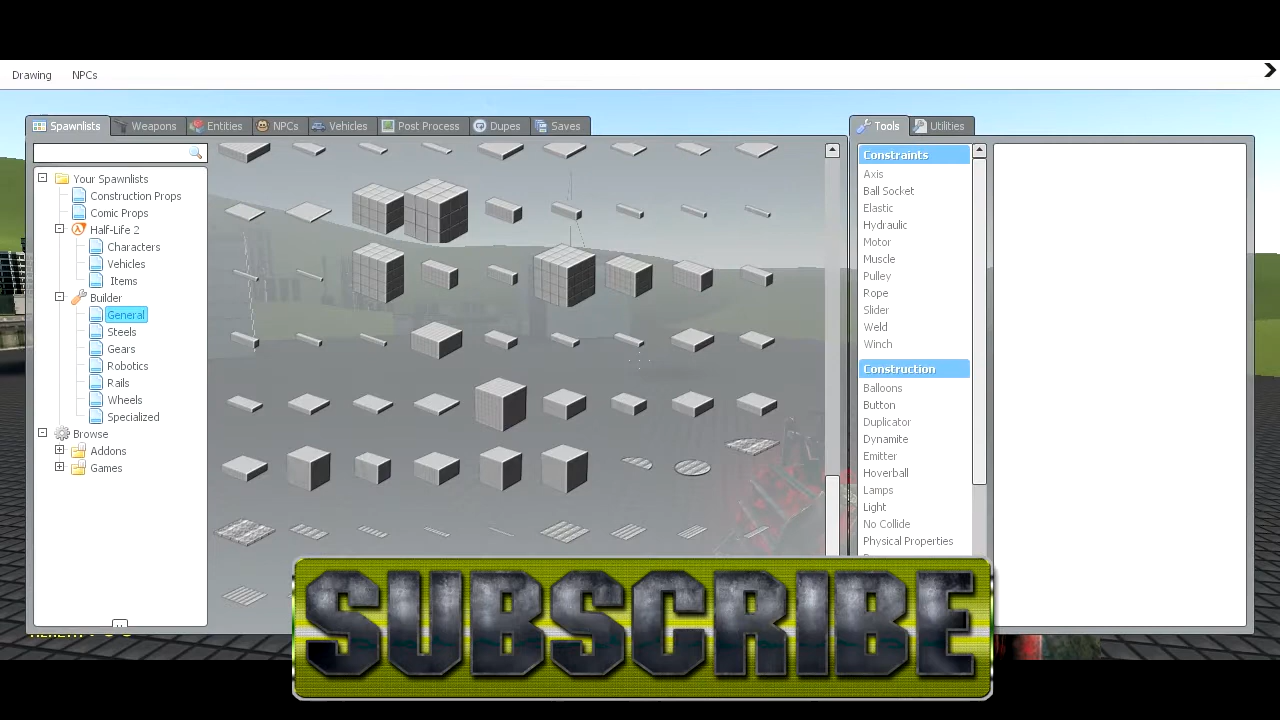 Drawing NPCs
Spawnlists Weapons Entities NPCs Vehicles Post Process Dupes Saves
Tools Utilities
Your Spawnlists
Construction Props
Comic Props
Half-Life 2
Characters
Vehicles
Items
Builder
General
Steels
Gears
Robotics
Rails
Wheels
Specialized
Browse
Addons
Games
Constraints
Axis
Ball Socket
Elastic
Hydraulic
Motor
Muscle
Pulley
Rope
Slider
Weld
Winch
Construction
Balloons
Button
Duplicator
Dynamite
Emitter
Hoverball
Lamps
Light
No Collide
Physical Properties
SUBSCRIBE